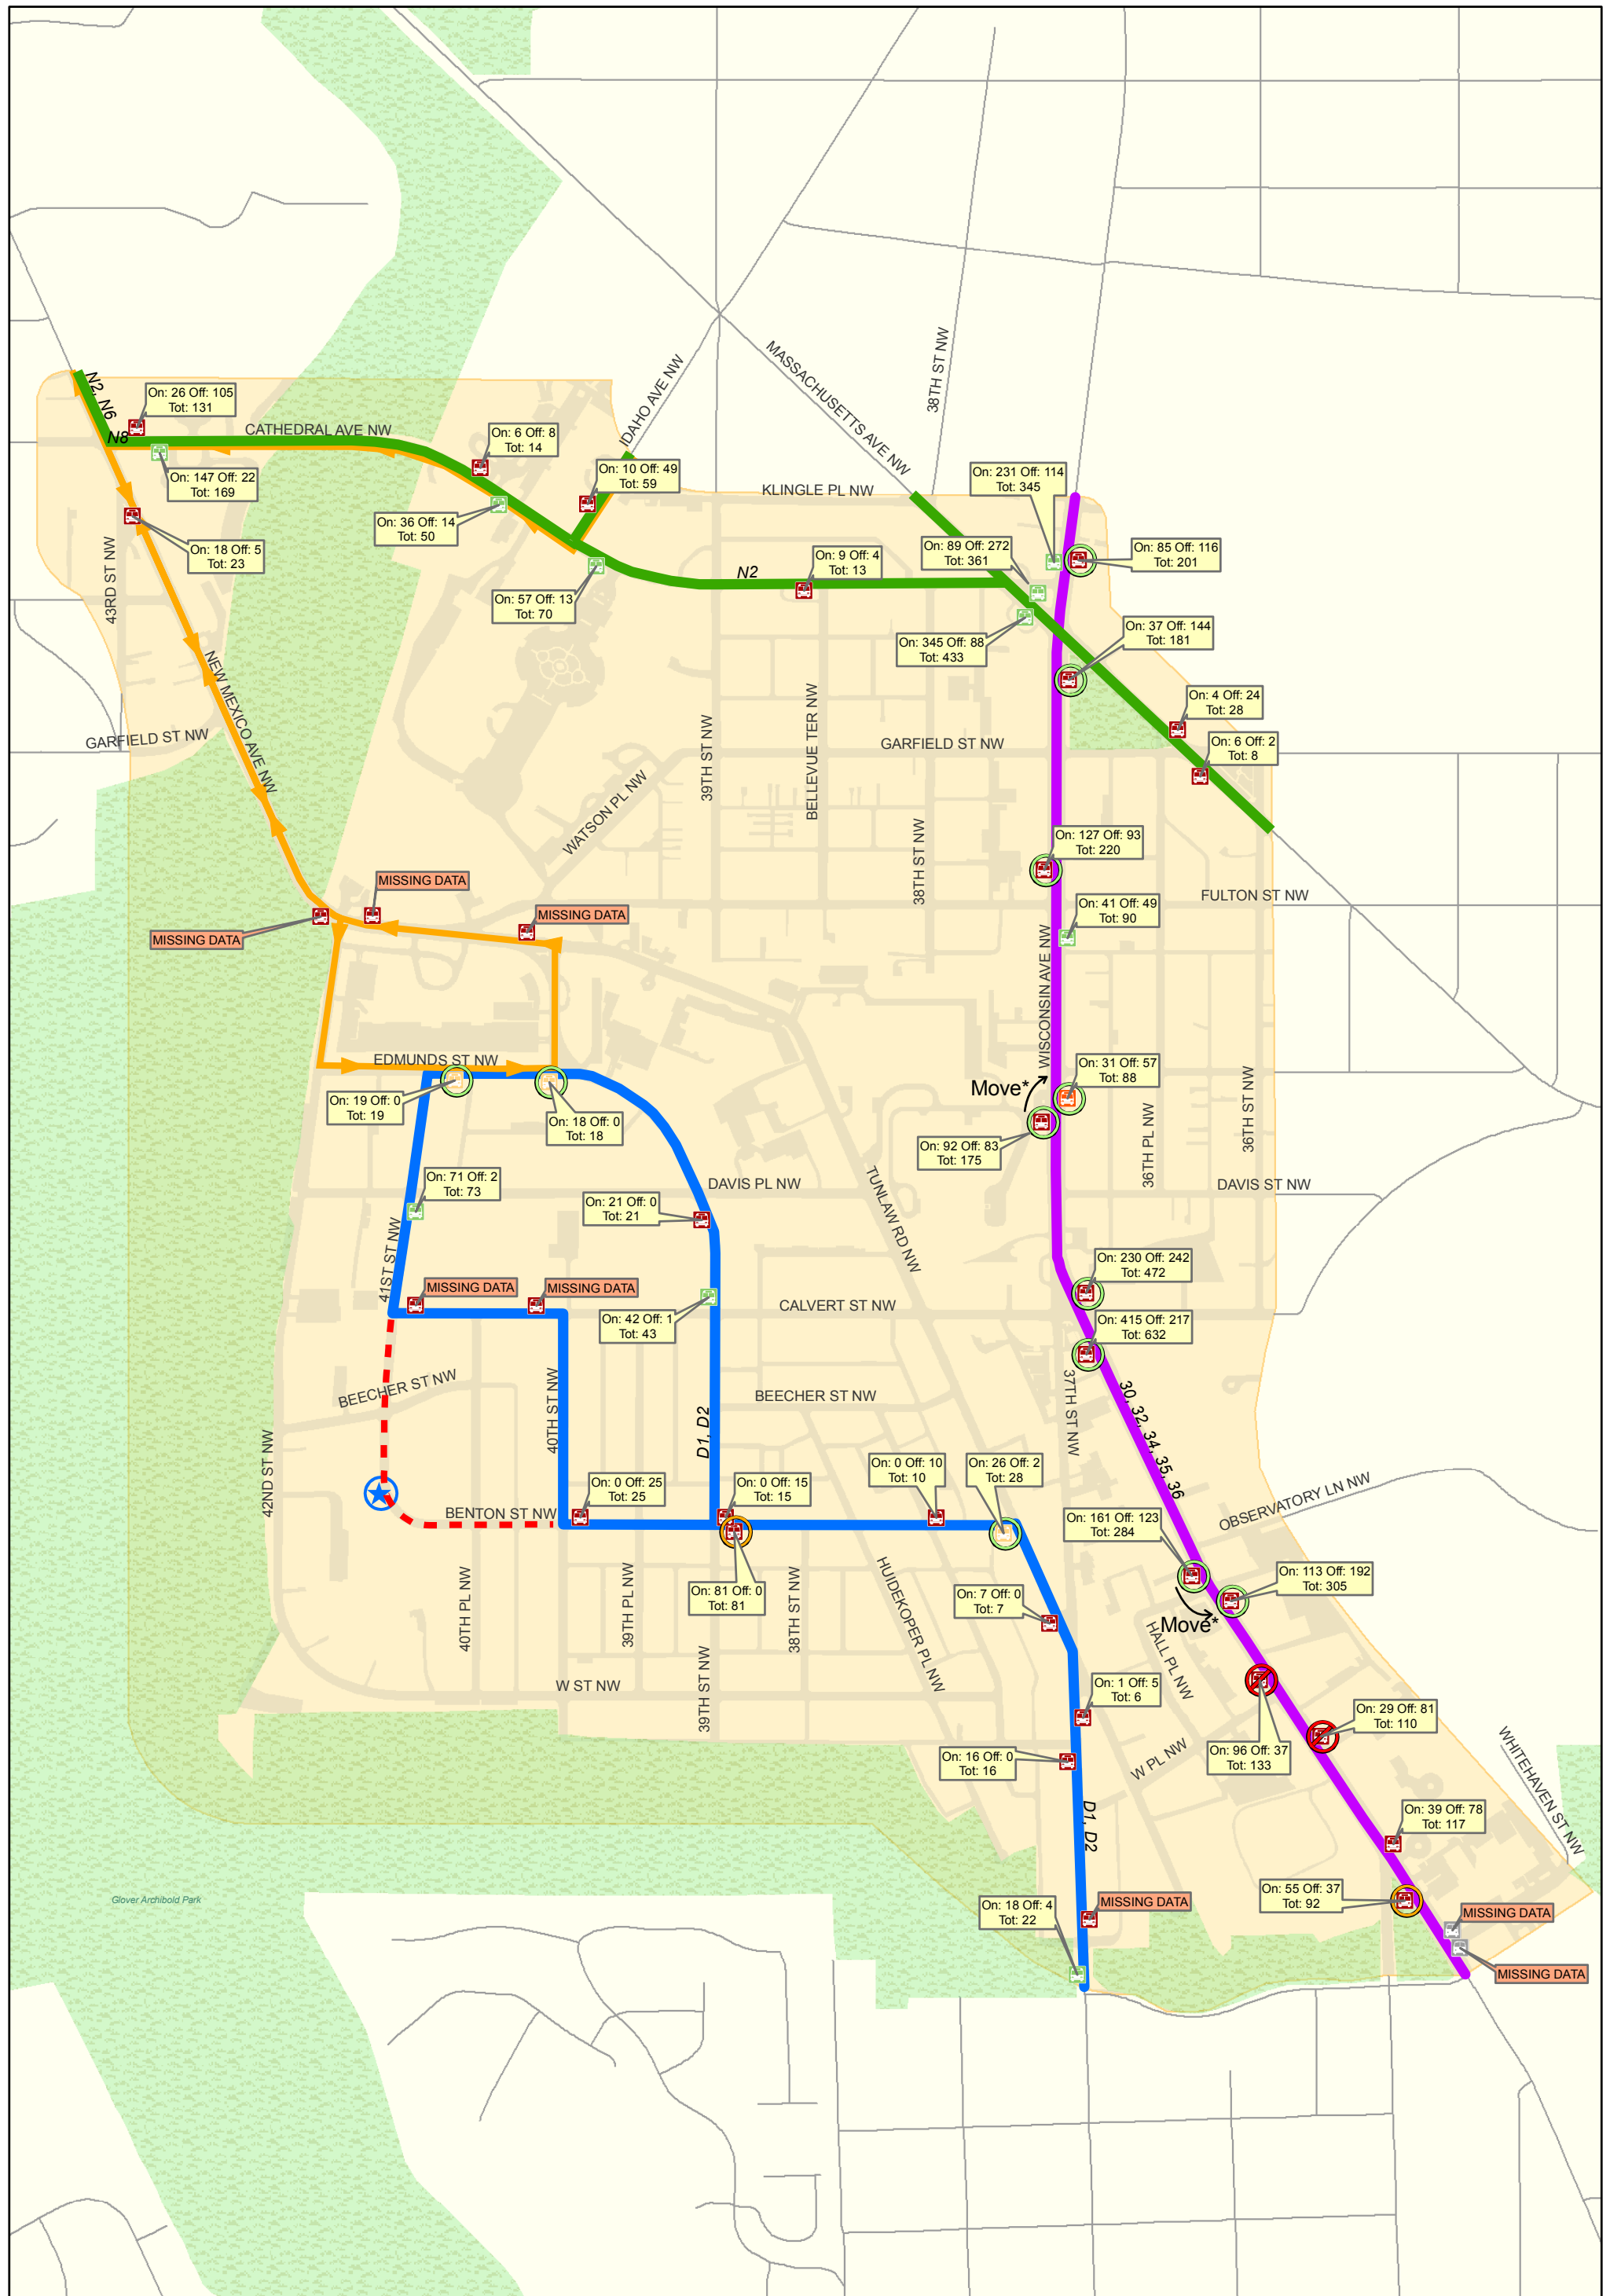 38TH ST NW
MASSACHUSETTS AVE NW
IDAHO AVE NW
N2, N6
On: 26 Off: 105
Tot: 131
N8
CATHEDRAL AVE NW
On: 6 Off: 8
Tot: 14
On: 147 Off: 22
Tot: 169
On: 10 Off: 49
Tot: 59
KLINGLE PL NW
On: 231 Off: 114
Tot: 345
On: 36 Off: 14
Tot: 50
On: 18 Off: 5
Tot: 23
43RD ST NW
On: 89 Off: 272
Tot: 361
On: 85 Off: 116
Tot: 201
On: 9 Off: 4
Tot: 13
N2
On: 57 Off: 13
Tot: 70
On: 345 Off: 88
Tot: 433
On: 37 Off: 144
Tot: 181
NEW MEXICO AVE NW
On: 4 Off: 24
Tot: 28
On: 6 Off: 2
Tot: 8
GARFIELD ST NW
GARFIELD ST NW
39TH ST NW
BELLEVUE TER NW
WATSON PL NW
38TH ST NW
On: 127 Off: 93
Tot: 220
MISSING DATA
MISSING DATA
MISSING DATA
FULTON ST NW
On: 41 Off: 49
Tot: 90
WISCONSIN AVE NW
EDMUNDS ST NW
On: 31 Off: 57
Tot: 88
Move*
On: 19 Off: 0
Tot: 19
On: 18 Off: 0
Tot: 18
On: 92 Off: 83
Tot: 175
36TH PL NW
36TH ST NW
On: 71 Off: 2
Tot: 73
DAVIS PL NW
DAVIS ST NW
On: 21 Off: 0
Tot: 21
TUNLAW RD NW
41ST ST NW
On: 230 Off: 242
Tot: 472
MISSING DATA
MISSING DATA
CALVERT ST NW
On: 42 Off: 1
Tot: 43
On: 415 Off: 217
Tot: 632
BEECHER ST NW
BEECHER ST NW
40TH ST NW
37TH ST NW
30, 32, 34, 35, 36
D1, D2
42ND ST NW
On: 0 Off: 10
Tot: 10
On: 26 Off: 2
Tot: 28
On: 0 Off: 25
Tot: 25
On: 0 Off: 15
Tot: 15
BENTON ST NW
OBSERVATORY LN NW
On: 161 Off: 123
Tot: 284
On: 113 Off: 192
Tot: 305
On: 81 Off: 0
Tot: 81
On: 7 Off: 0
Tot: 7
Move*
40TH PL NW
39TH PL NW
38TH ST NW
HUIDEKOPER PL NW
HALL PL NW
39TH ST NW
W ST NW
On: 1 Off: 5
Tot: 6
On: 29 Off: 81
Tot: 110
On: 16 Off: 0
Tot: 16
On: 96 Off: 37
Tot: 133
W PL NW
WHITEHAVEN ST NW
D1, D2
On: 39 Off: 78
Tot: 117
On: 55 Off: 37
Tot: 92
Glover Archibold Park
On: 18 Off: 4
Tot: 22
MISSING DATA
MISSING DATA
MISSING DATA